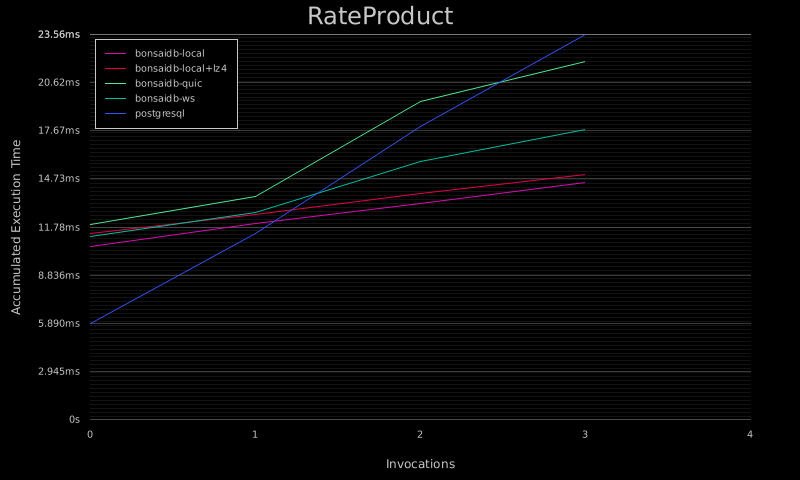 RateProduct
23.56ms
bonsaidb-local
bonsaidb-local+lz4
bonsaidb-quic
bonsaidb-ws
postgresql
20.62ms
17.67ms
14.73ms
11.78ms
8.836ms
5.890ms
2.945ms
0s
Accumulated Execution Time
0 1 2 3 4
Invocations